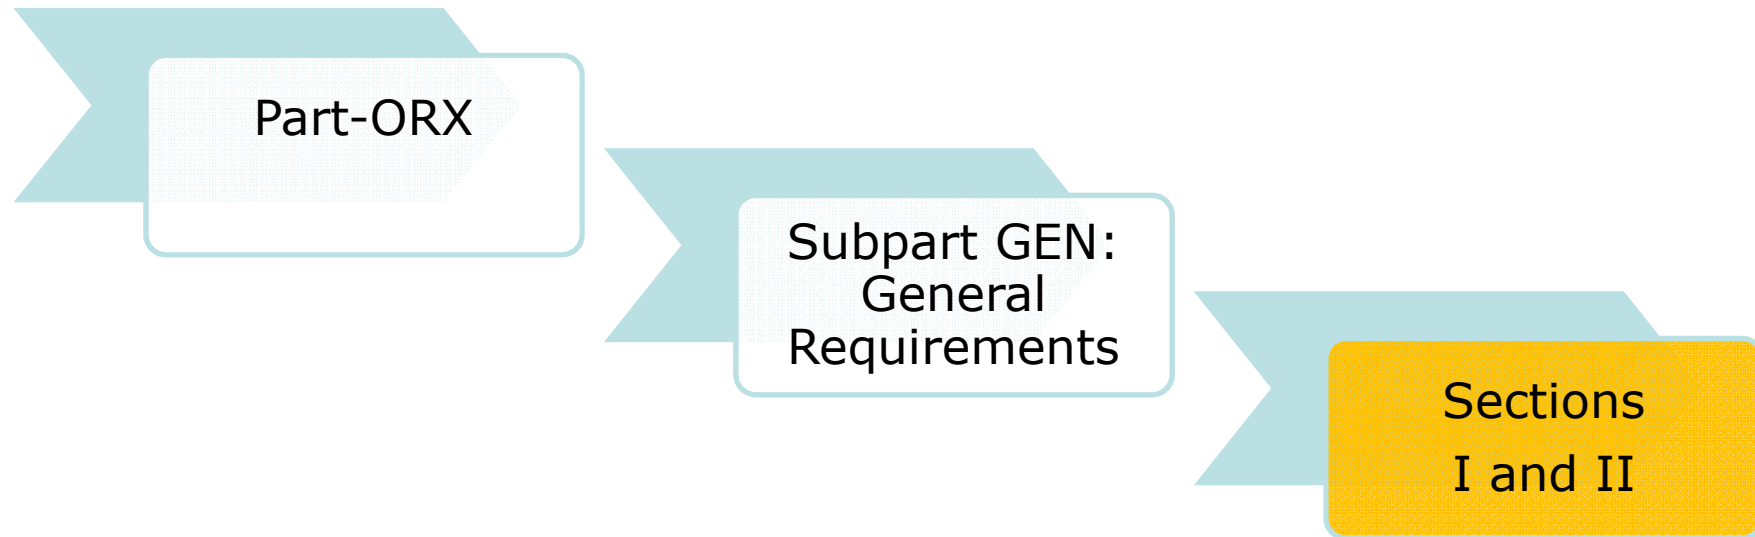 Part-ORX
Subpart GEN:
General
Requirements
Sections
I and II